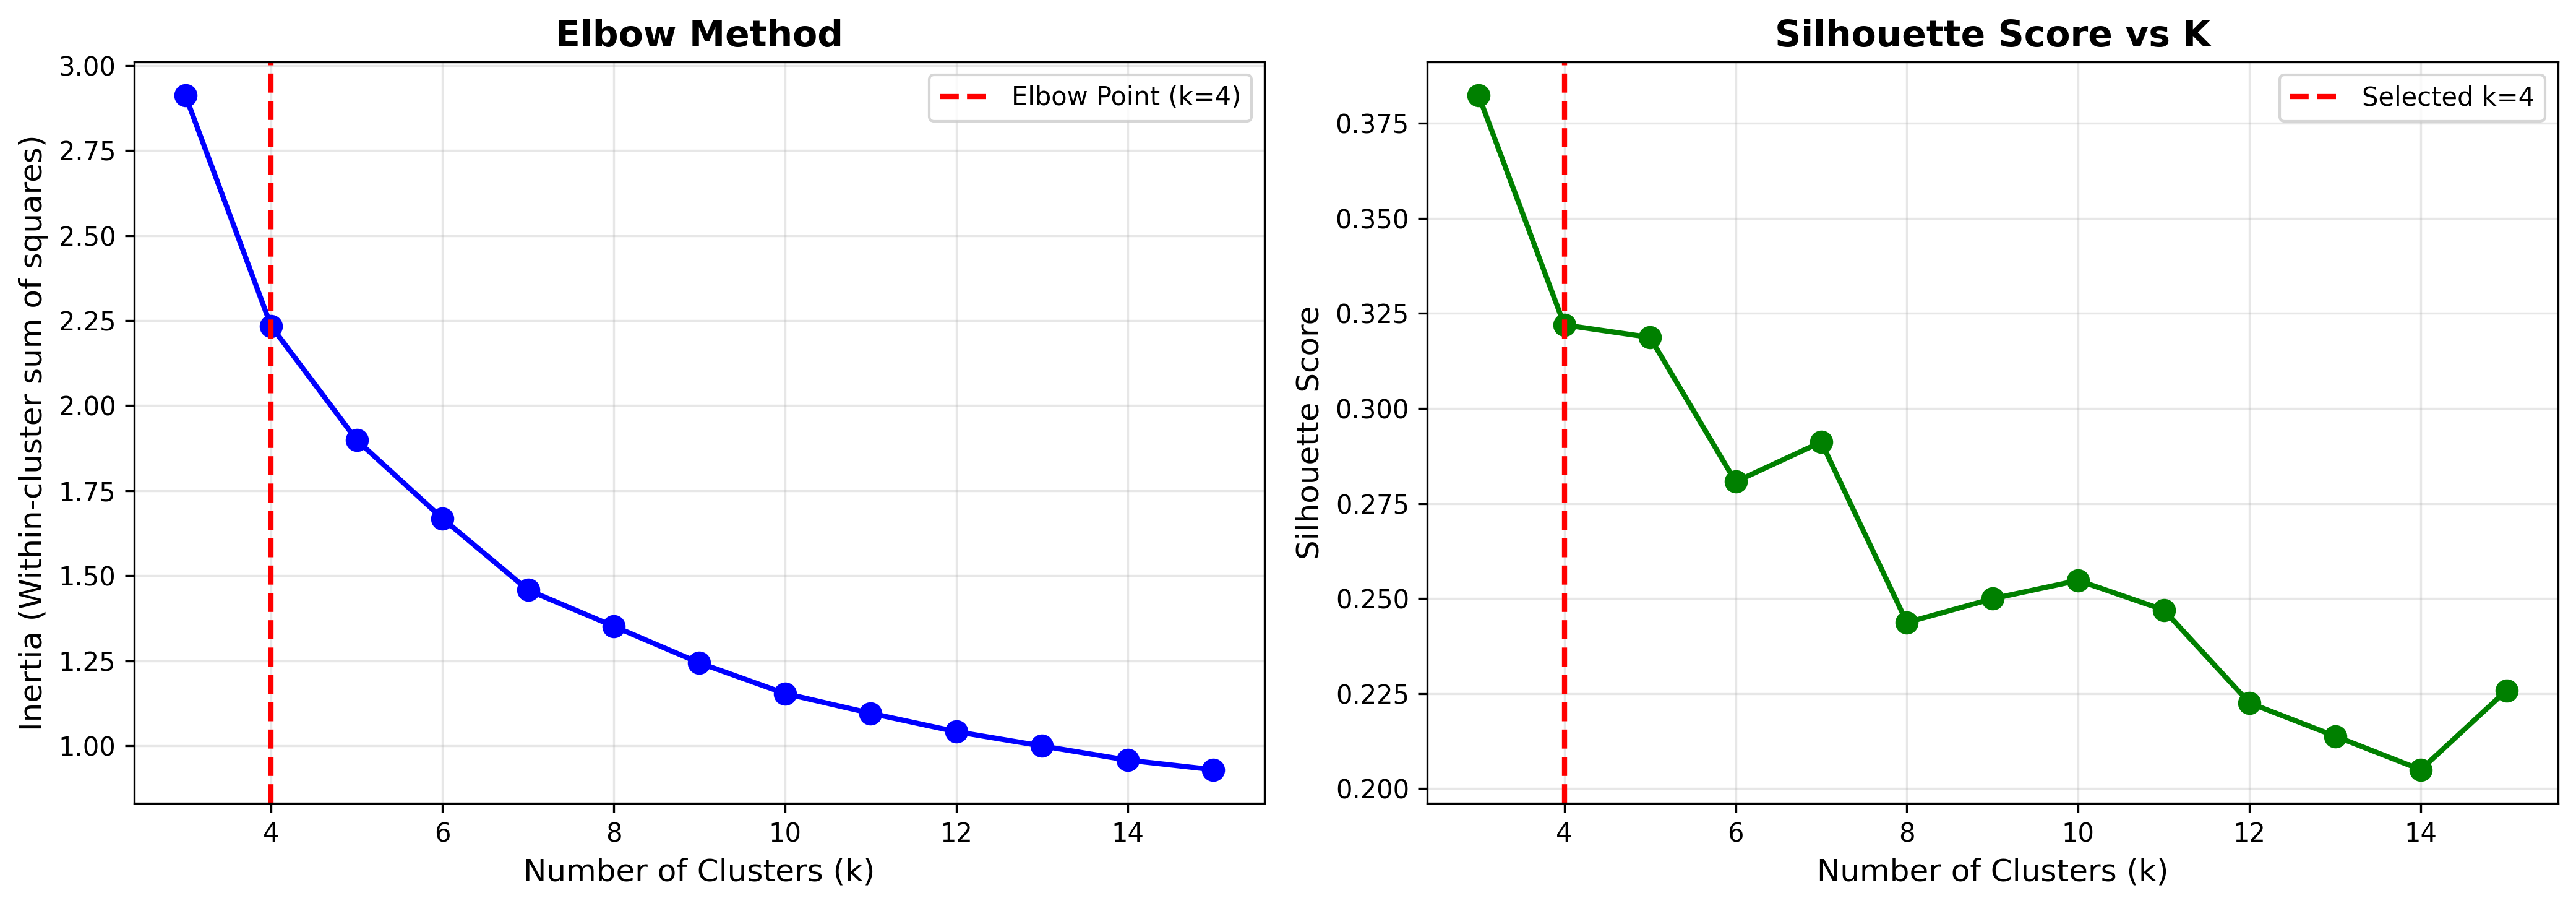 Elbow Method
Elbow Point (k=4)
Inertia (Within-cluster sum of squares)
3.00
2.75
2.50
2.25
2.00
1.75
1.50
1.25
1.00
4 6 8 10 12 14
Number of Clusters (k)
Silhouette Score vs K
Selected k=4
Silhouette Score
0.375
0.350
0.325
0.300
0.275
0.250
0.225
0.200
4 6 8 10 12 14
Number of Clusters (k)